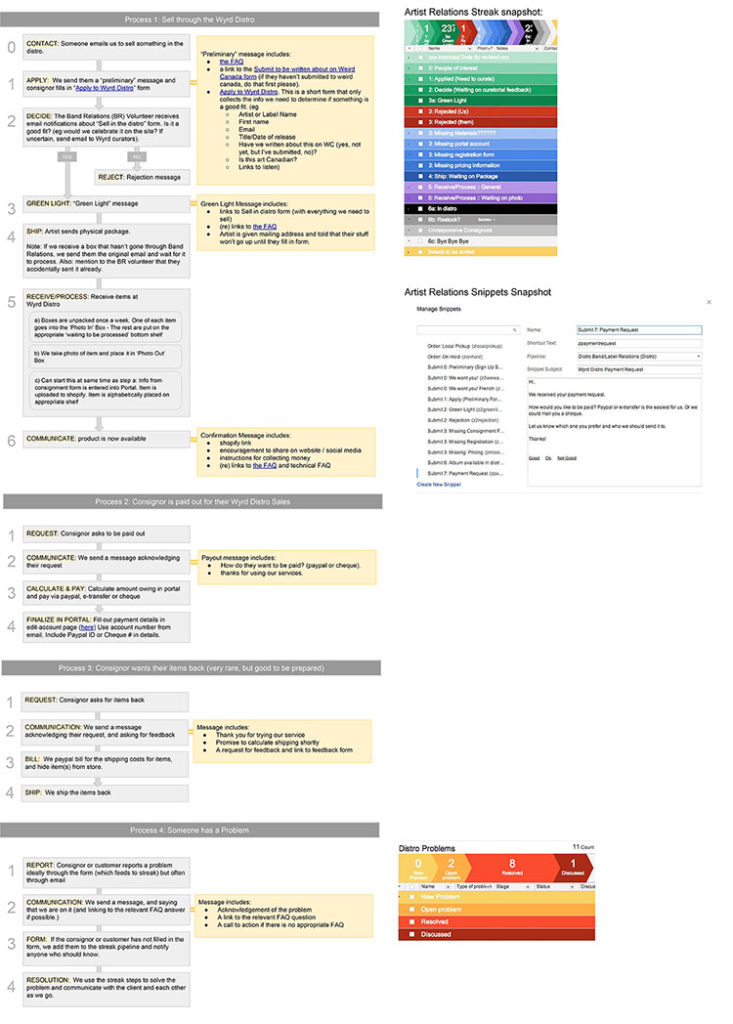 Process 1: Sell through the Wyrd Distro
0
CONTACT: Someone emails us to sell something in the
distro.
1
APPLY: We send them a "preliminary" message and
consignor fills in "Apply to Wyrd Distro" form
2
DECIDE: The Band Relations (BR) Volunteer receives
email notifications about "Sell in the distro" form. Is it a
good fit? (eg would we celebrate it on the site? If
uncertain, send email to Wyrd curators).
YES
NO
REJECT: Rejection message
"Preliminary" message includes:
● the FAQ
● a link to the Submit to be written about on Weird
Canada form (if they haven't submitted to weird
canada, do that first please).
● Apply to Wyrd Distro. This is a short form that only
collects the info we need to determine if something is
a good fit. (eg
○ Artist or Label Name
○ First name
○ Email
○ Title/Date of release
○ Have we written about this on WC (yes, not
yet, but I've submitted, no)?
○ Is this art Canadian?
○ Links to listen)
3
GREEN LIGHT: "Green Light" message
Green Light Message includes:
● links to Sell in distro form (with everything we need to
sell)
● (re) links to the FAQ
● Artist is given mailing address and told that their stuff
won't go up until they fill in form.
4
SHIP: Artist sends physical package.
Note: If we receive a box that hasn't gone through Band
Relations, we send them the original email and wait for it
to process. Also: mention to the BR volunteer that they
accidentally sent it already.
5
RECEIVE/PROCESS: Receive items at
Wyrd Distro
a) Boxes are unpacked once a week. One of each item
goes into the 'Photo In' Box - The rest are put on the
appropriate 'waiting to be processed' bottom shelf
b) We take photo of item and place it in 'Photo Out'
Box
c) Can start this at same time as step a: Info from
consignment form is entered into Portal. Item is
uploaded to shopify. Item is alphabetically placed on
appropriate shelf
6
COMMUNICATE: product is now available
Confirmation Message includes:
● shopify link
● encouragement to share on website / social media
● instructions for collecting money
● (re) links to the FAQ and technical FAQ
Process 2: Consignor is paid out for their Wyrd Distro Sales
1
REQUEST: Consignor asks to be paid out
2
COMMUNICATE: We send a message acknowledging
their request
Payout message includes:
● How do they want to be paid? (paypal or cheque).
● thanks for using our services.
3
CALCULATE & PAY: Calculate amount owing in portal
and pay via paypal, e-transfer or cheque
4
FINALIZE IN PORTAL: Fill out payment details in
edit-account page (here) Use account number from
email. Include Paypal ID or Cheque # in details.
Process 3: Consignor wants their items back (very rare, but good to be prepared)
1
REQUEST: Consignor asks for items back
2
COMMUNICATION: We send a message
acknowledging their request, and asking for feedback
Message includes:
● Thank you for trying our service
● Promise to calculate shipping shortly
● A request for feedback and link to feedback form
3
BILL: We paypal bill for the shipping costs for items,
and hide item(s) from store.
4
SHIP: We ship the items back
Process 4: Someone has a Problem
1
REPORT: Consignor or customer reports a problem
ideally through the form (which feeds to streak) but often
through email
2
COMMUNICATION: We send a message, and saying
that we are on it (and linking to the relevant FAQ answer
if possible.)
Message includes:
● Acknowledgement of the problem
● A link to the relevant FAQ question
● A call to action if there is no appropriate FAQ
3
FORM: If the consignor or customer has not filled in the
form, we add them to the streak pipeline and notify
anyone who should know.
4
RESOLUTION: We use the streak steps to solve the
problem and communicate with the client and each other
as we go.
Artist Relations Streak snapshot:
1
23
1
237
1
Name
Contact
0: People of interest
1: Applied (Need to curate)
2: Decide (Waiting on curatorial feedback)
3a: Green Light
3: Rejected (Us)
3: Rejected (them)
3: Missing Materials??????
3: Missing portal account
3: Missing registration form
3: Missing pricing information
4: Ship: Waiting on Package
5: Receive/Process :: General
5: Receive/Process :: Waiting on photo
6a: In distro
6b: Restock?
Unresponsive Consignors
6c: Bye Bye Bye
Needs to be sorted
Artist Relations Snippets Snapshot
Manage Snippets
Order: Local Pickup (zlocalpickup)
Order: On Hold (zonhold)
Submit 0: Preliminary (Sign Up S...
Submit 0: We want you! (z0wewa...
Submit 0: We want you! French (z...
Submit 1: Apply (Preliminary For...
Submit 2: Green Light (z2greenli...
Submit 2: Rejection (z2rejection)
Submit 3: Missing Consignment F...
Submit 3: Missing Registration (z...
Submit 3: Missing: Pricing (zmiss...
Submit 6: Album available in distr...
Submit 7: Payment Request (zpa...
Create New Snippet
Name:
Submit 7: Payment Request
Shortcut Text:
zpaymentrequest
Pipeline:
Distro Band/Label Relations (Distro)
Snippet Subject:
Wyrd Distro Payment Request
Hi,
We received your payment request.
How would you like to be paid? Paypal or e-transfer is the easiest for us. Or we
could mail you a cheque.
Let us know which one you prefer and who we should send it to.
Thanks!
Good Ok Not Good
Distro Problems
11 Count
0
New
Problem
2
Open
problem
8
Resolved
1
Discussed
Name
Type of problem
Stage
Status
Discus
New Problem
Open problem
Resolved
Discussed